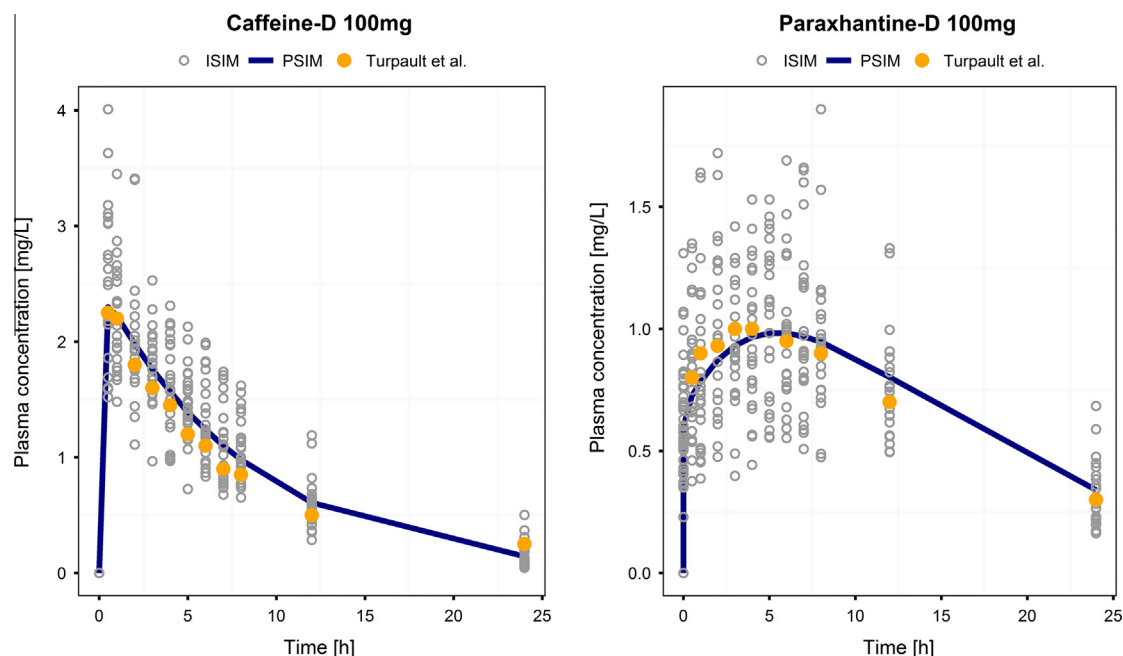 Caffeine-D 100mg
ISIM PSIM Turpault et al.
Plasma concentration [mg/L]
4
3
2
1
0
0 5 10 15 20 25
Time [h]
Paraxhantine-D 100mg
ISIM PSIM Turpault et al.
Plasma concentration [mg/L]
1.5
1.0
0.5
0.0
0 5 10 15 20 25
Time [h]